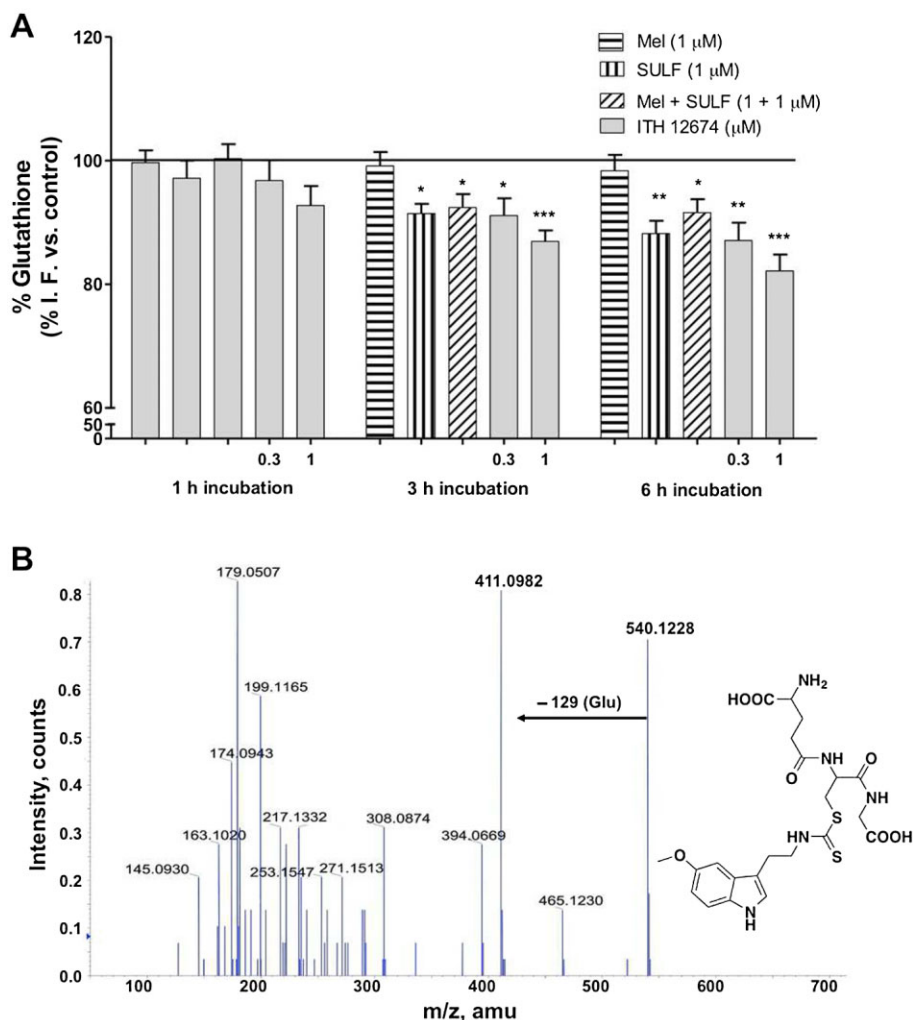 A
120
100
80
60
50
0
% Glutathione
(% I. F. vs. control)
Mel (1 μM)
SULF (1 μM)
Mel + SULF (1 + 1 μM)
ITH 12674 (μM)
* * * ***
** * ** ***
0.3 1 0.3 1 0.3 1
1 h incubation 3 h incubation 6 h incubation
B
Intensity, counts
0.8
0.7
0.6
0.5
0.4
0.3
0.2
0.1
0.0
179.0507
411.0982
540.1228
199.1165
– 129 (Glu)
174.0943
217.1332
308.0874
163.1020
394.0669
145.0930
253.1547
271.1513
465.1230
100 200 300 400 500 600 700
m/z, amu
NH2
HOOC
O
NH
O
NH
S
COOH
HN
S
O
N
H